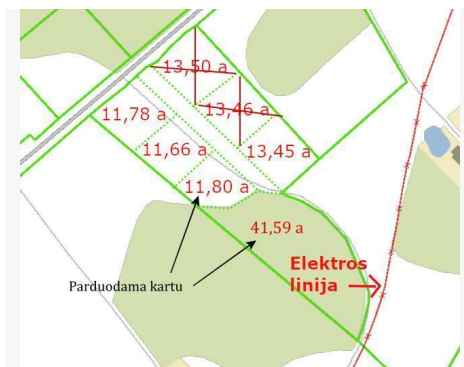 13,50 a
11,78 a
13,46 a
11,66 a
13,45 a
11,80 a
41,59 a
Elektros
linija
Parduodama kartu